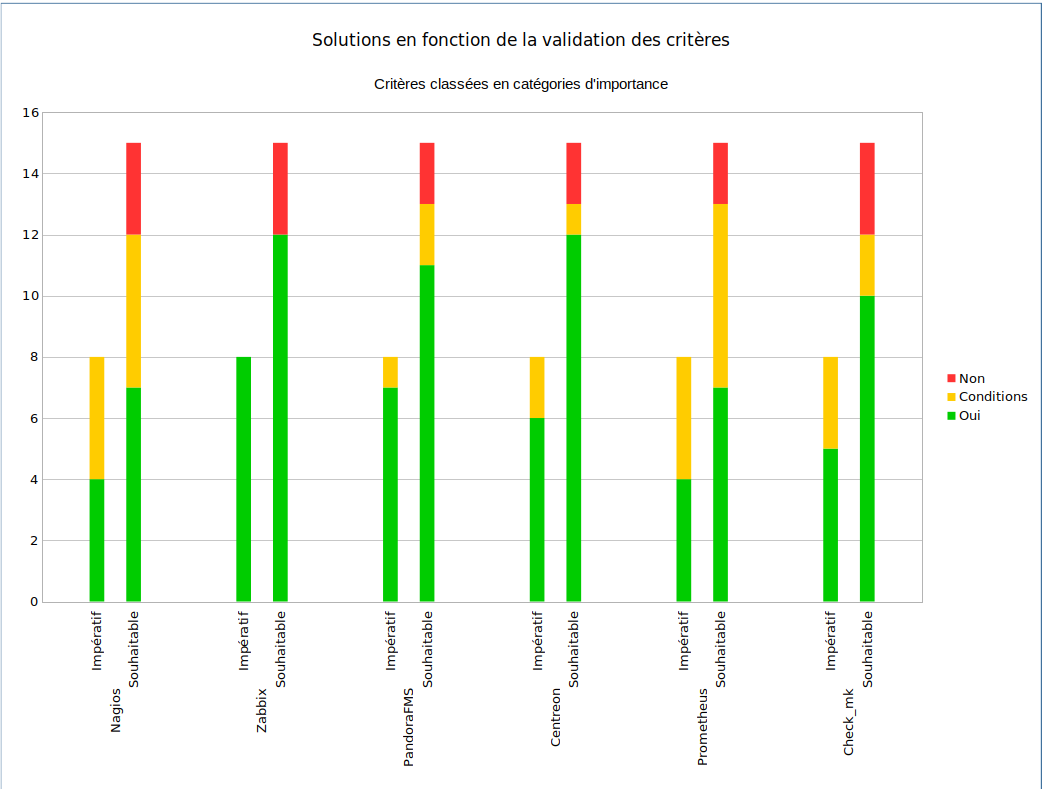 Solutions en fonction de la validation des critères
Critères classées en catégories d'importance
16
14
12
10
8
6
4
2
0
Non
Conditions
Oui
Impératif
Souhaitable
Impératif
Souhaitable
Impératif
Souhaitable
Impératif
Souhaitable
Impératif
Souhaitable
Impératif
Souhaitable
Nagios
Zabbix
PandoraFMS
Centreon
Prometheus
Check_mk